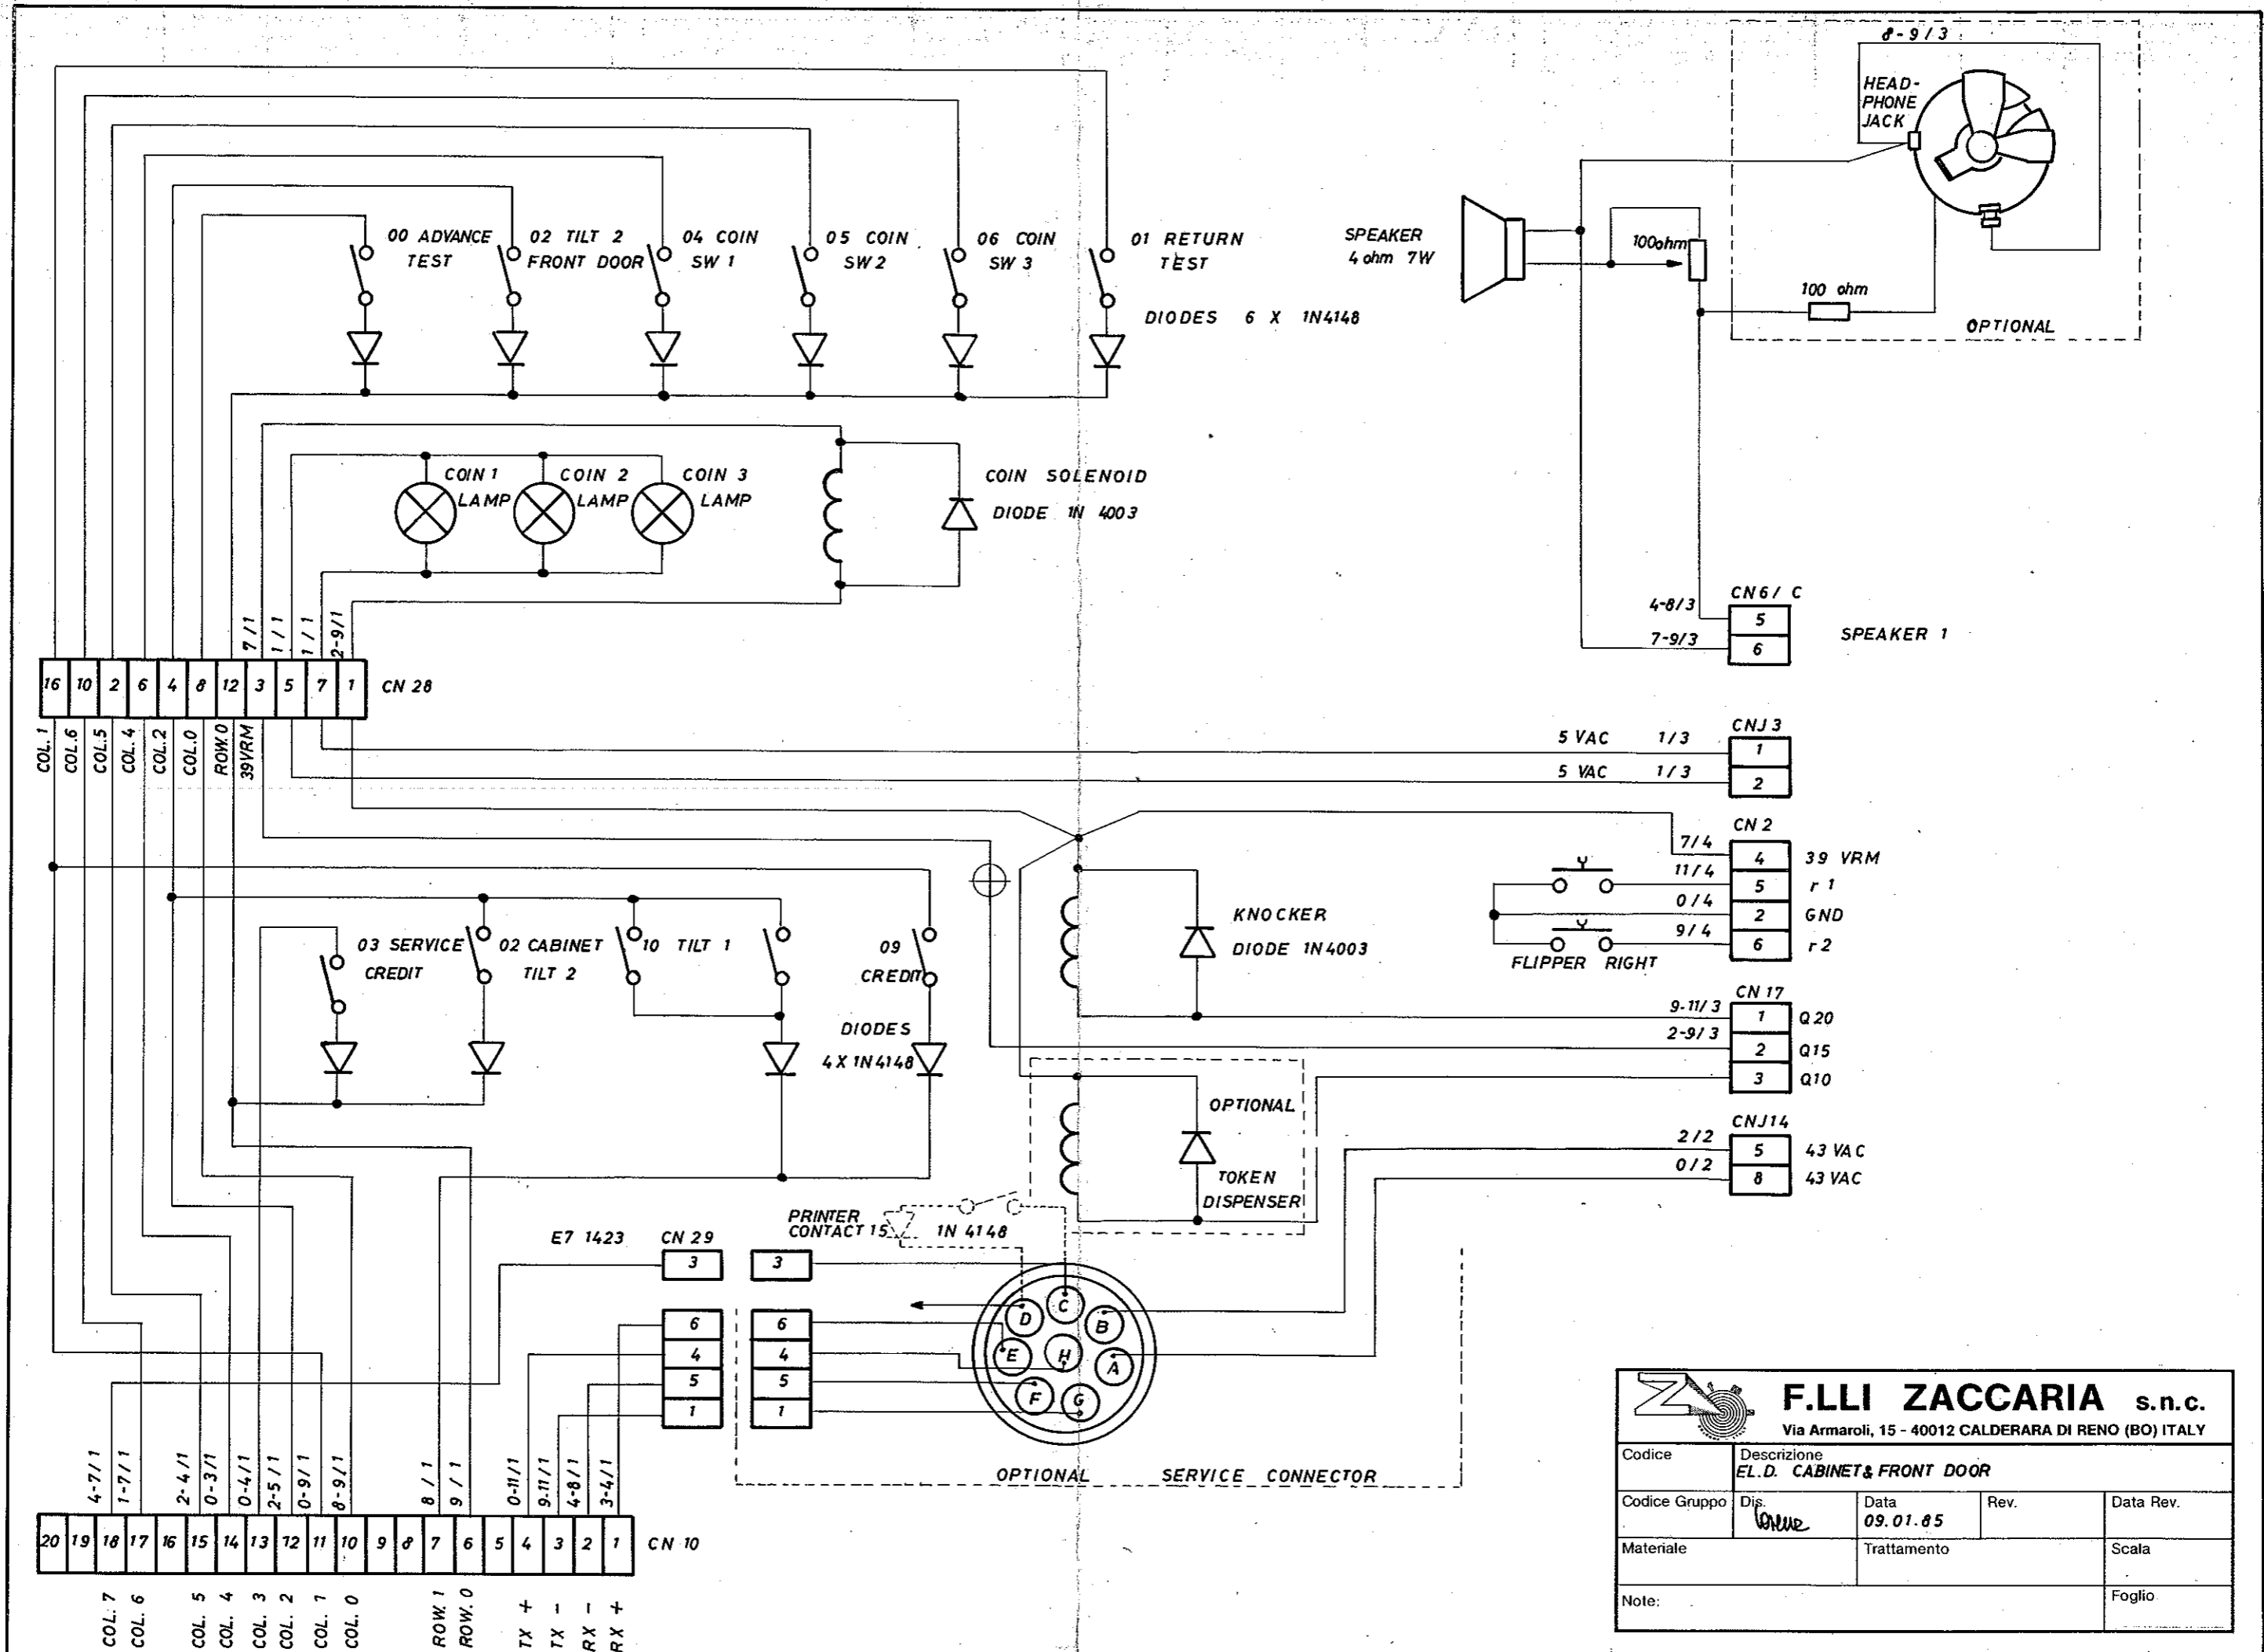 8-9/3
HEAD-
PHONE
JACK
00 ADVANCE
TEST
02 TILT 2
FRONT DOOR
04 COIN
SW 1
05 COIN
SW 2
06 COIN
SW 3
01 RETURN
TEST
DIODES 6 X 1N4148
SPEAKER
4 ohm 7W
100ohm
100 ohm
OPTIONAL
COIN 1
LAMP
COIN 2
LAMP
COIN 3
LAMP
COIN SOLENOID
DIODE 1N 4003
7/1
1/1
1/1
2-9/1
16 10 2 6 4 8 12 3 5 7 1
CN 28
COL.1
COL.6
COL.5
COL.4
COL.2
COL.0
ROW.0
39VRM
CN6/ C
4-8/3 5
7-9/3 6
SPEAKER 1
CNJ 3
5 VAC 1/3 1
5 VAC 1/3 2
CN 2
7/4 4 39 VRM
11/4 5 r 1
0/4 2 GND
9/4 6 r 2
FLIPPER RIGHT
03 SERVICE
CREDIT
02 CABINET
TILT 2
10 TILT 1
09
CREDIT
DIODES
4 X 1N4148
KNOCKER
DIODE 1N4003
CN 17
9-11/3 1 Q20
2-9/3 2 Q15
3 Q10
OPTIONAL
TOKEN
DISPENSER
CNJ14
2/2 5 43 VAC
0/2 8 43 VAC
PRINTER
CONTACT 15
1N 4148
E7 1423
CN 29
3 3
6 6
4 4
5 5
1 1
C
D
B
E
H
A
F
G
OPTIONAL SERVICE CONNECTOR
4-7/1
1-7/1
2-4/1
0-3/1
0-4/1
2-5/1
0-9/1
8-9/1
8/1
9/1
0-11/1
9-11/1
4-8/1
3-4/1
20 19 18 17 16 15 14 13 12 11 10 9 8 7 6 5 4 3 2 1
CN 10
COL. 7
COL. 6
COL. 5
COL. 4
COL. 3
COL. 2
COL. 1
COL. 0
ROW. 1
ROW. 0
TX +
TX -
RX -
RX +
F.LLI ZACCARIA s.n.c.
Via Armaroli, 15 - 40012 CALDERARA DI RENO (BO) ITALY
Codice
Descrizione
EL.D. CABINET & FRONT DOOR
Codice Gruppo
Dis.
Data
09.01.85
Rev.
Data Rev.
Materiale
Trattamento
Scala
Note:
Foglio